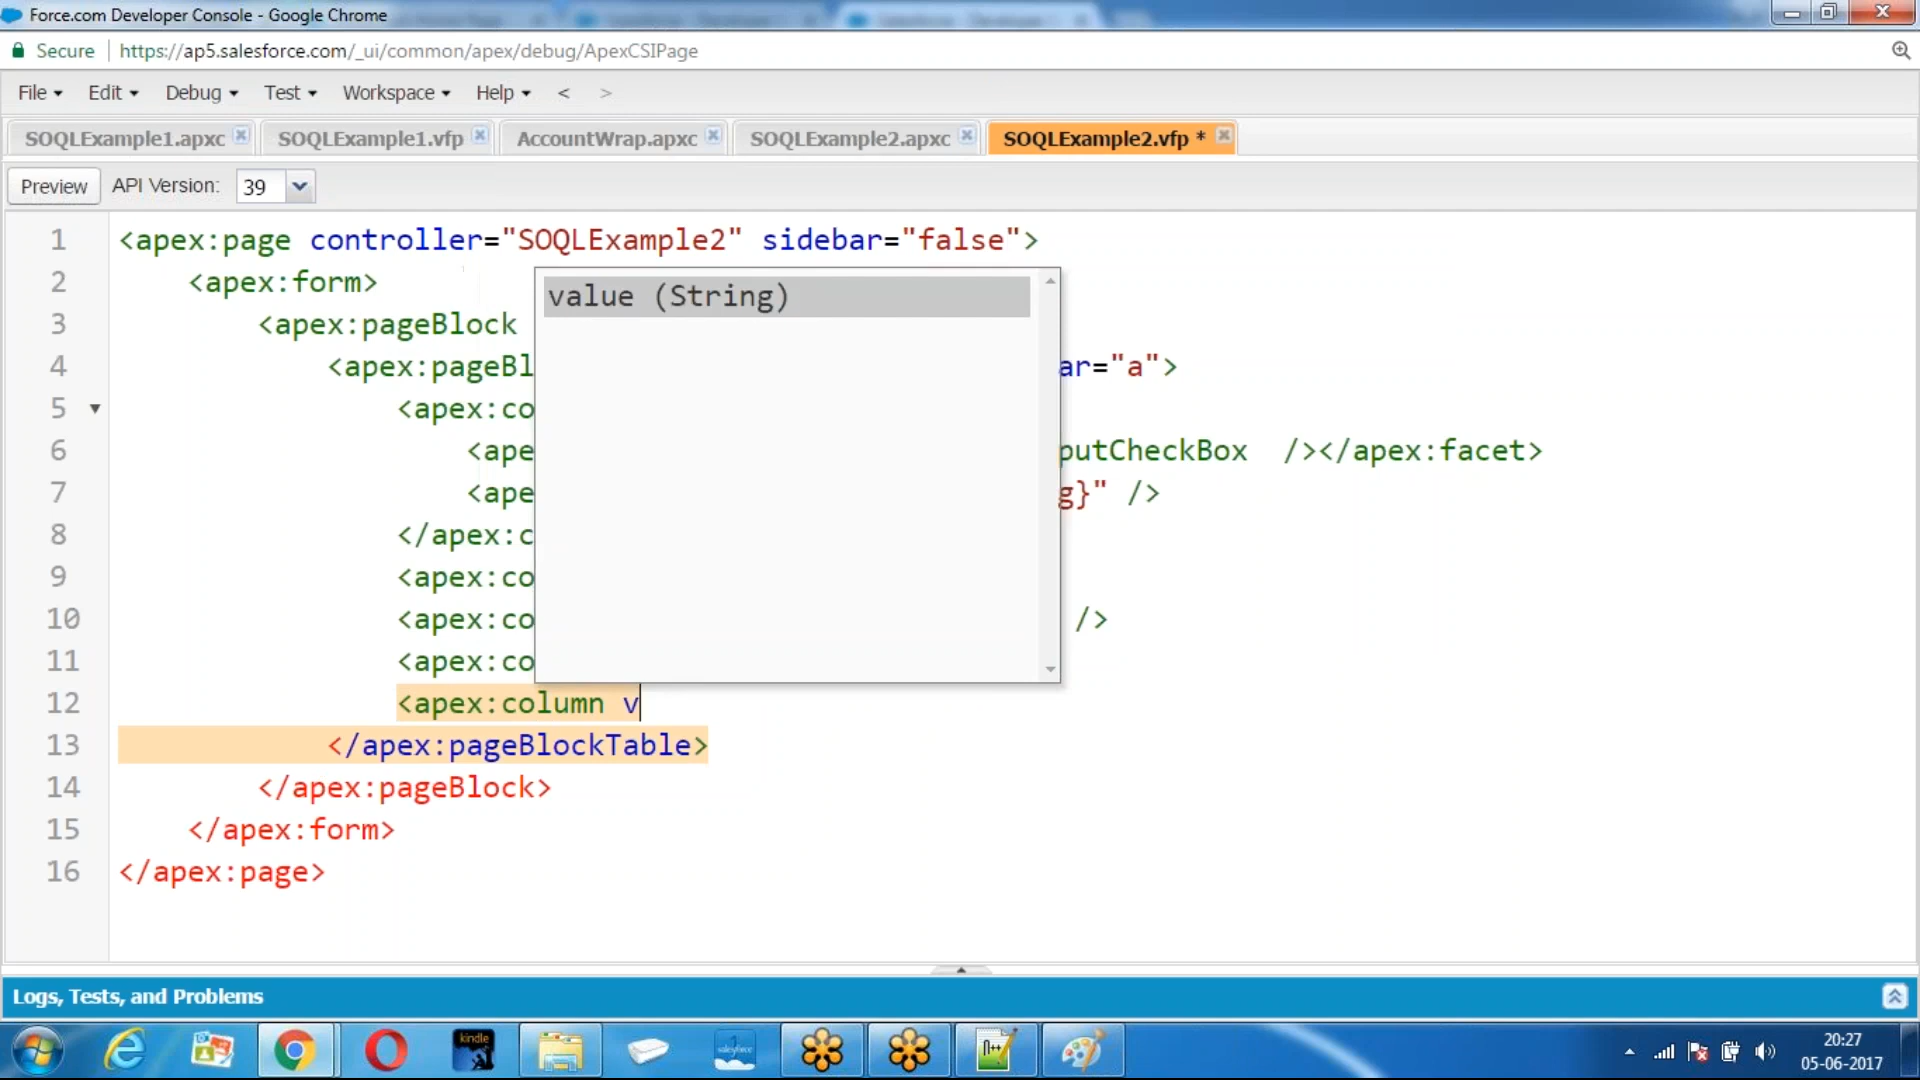 Force.com Developer Console - Google Chrome
Secure https://ap5.salesforce.com/_ui/common/apex/debug/ApexCSIPage
File Edit Debug Test Workspace Help < >
SOQLExample1.apxc SOQLExample1.vfp AccountWrap.apxc SOQLExample2.apxc SOQLExample2.vfp *
Preview API Version: 39
1 <apex:page controller="SOQLExample2" sidebar="false">
2 <apex:form>
value (String)
3 <apex:pageBlock
4 <apex:pageBl ar="a">
5 <apex:co
6 <ape putCheckBox /></apex:facet>
7 <ape g}" />
8 </apex:c
9 <apex:co
10 <apex:co />
11 <apex:co
12 <apex:column v
13 </apex:pageBlockTable>
14 </apex:pageBlock>
15 </apex:form>
16 </apex:page>
Logs, Tests, and Problems
kindle
salesforce
N++
20:27
05-06-2017